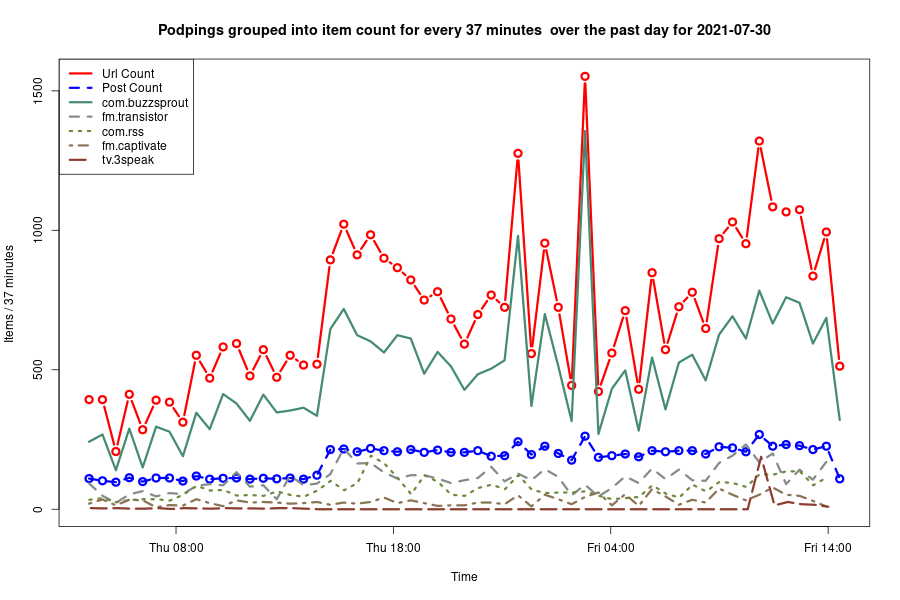 Podpings grouped into item count for every 37 minutes  over the past day for 2021-07-30
Url Count
Post Count
com.buzzsprout
fm.transistor
com.rss
fm.captivate
tv.3speak
Items / 37 minutes
1500
1000
500
0
Thu 08:00
Thu 18:00
Fri 04:00
Fri 14:00
Time